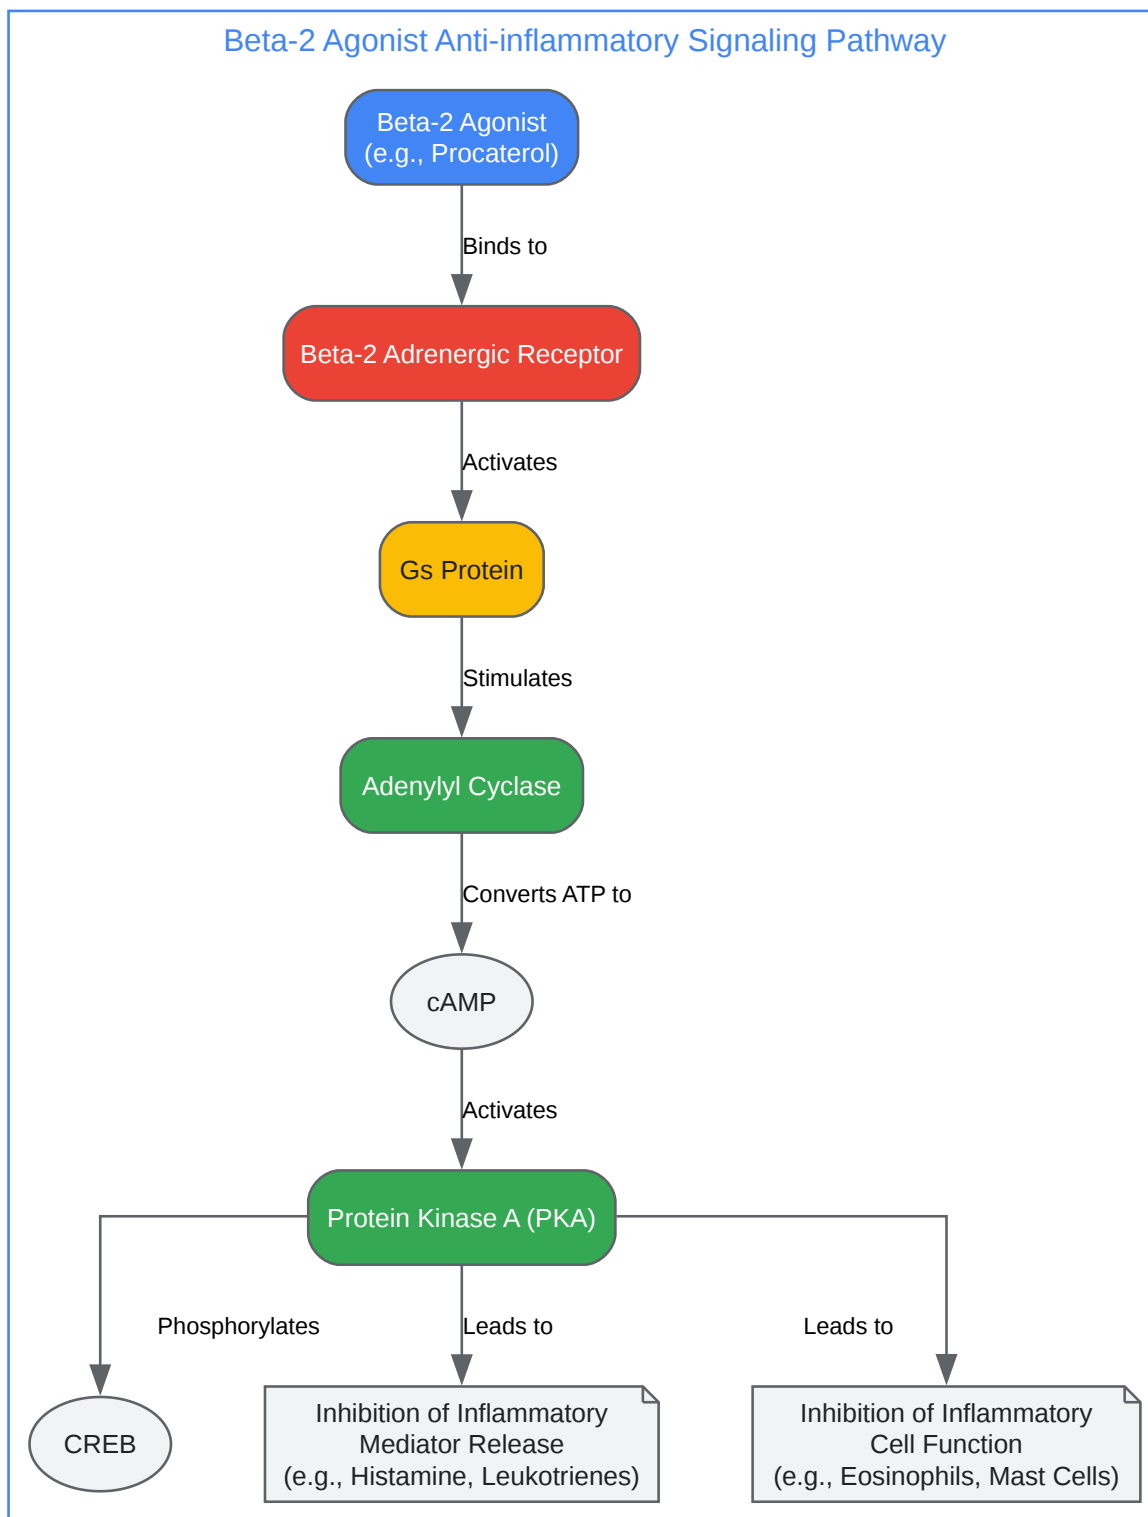 Beta-2 Agonist Anti-inflammatory Signaling Pathway
Beta-2 Agonist
(e.g., Procaterol)
Binds to
Beta-2 Adrenergic Receptor
Activates
Gs Protein
Stimulates
Adenylyl Cyclase
Converts ATP to
cAMP
Activates
Protein Kinase A (PKA)
Phosphorylates
Leads to
Leads to
CREB
Inhibition of Inflammatory
Mediator Release
(e.g., Histamine, Leukotrienes)
Inhibition of Inflammatory
Cell Function
(e.g., Eosinophils, Mast Cells)